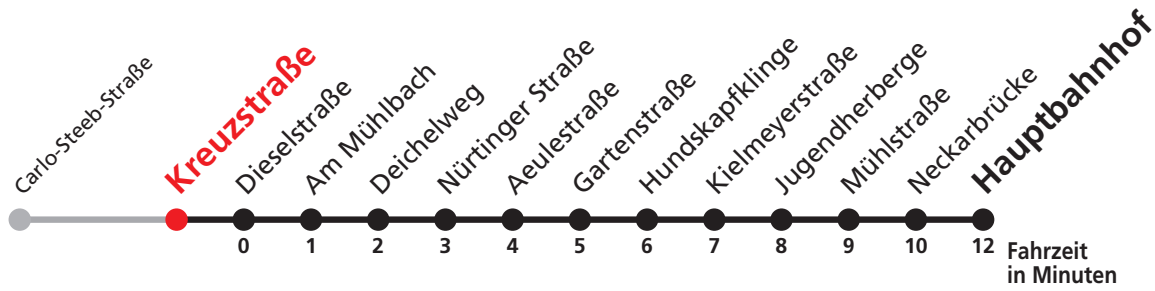 Carlo-Steeb-Straße
Kreuzstraße
Dieselstraße
Am Mühlbach
Deichelweg
Nürtinger Straße
Aeulestraße
Gartenstraße
Hundskapfklinge
Kielmeyerstraße
Jugendherberge
Mühlstraße
Neckarbrücke
Hauptbahnhof
0 1 2 3 4 5 6 7 8 9 10 12
Fahrzeit
in Minuten